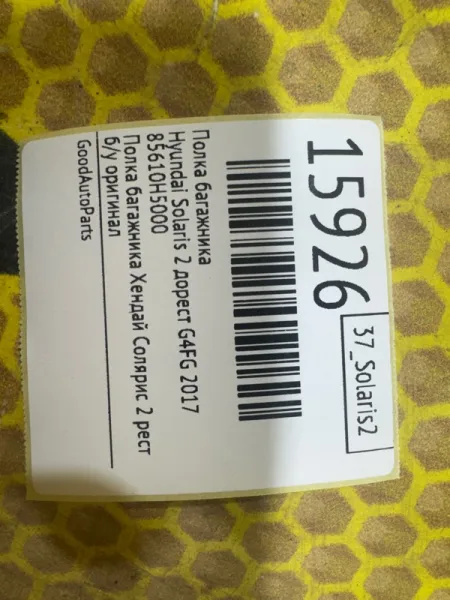 15926
37_Solaris2
Полка багажника
Hyundai Solaris 2 дорест G4FG 2017
85610H5000
Полка багажника Хендай Солярис 2 рест
б/у оригинал
GoodAutoParts